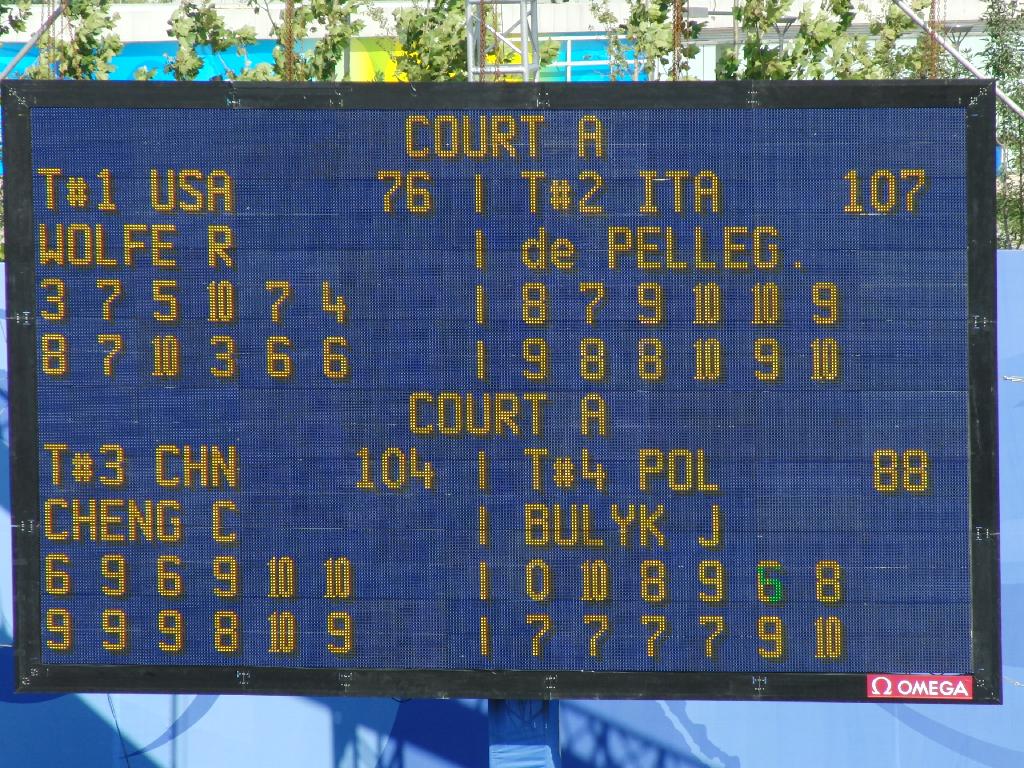 COURT A
T#1 USA 76 | T#2 ITA 107
WOLFE R | de PELLEG.
3 7 5 10 7 4 | 8 7 9 10 10 9
8 7 10 3 6 6 | 9 8 8 10 9 10
COURT A
T#3 CHN 104 | T#4 POL 88
CHENG C | BULYK J
6 9 6 9 10 10 | 0 10 8 9 6 8
9 9 9 8 10 9 | 7 7 7 7 9 10
Ω OMEGA